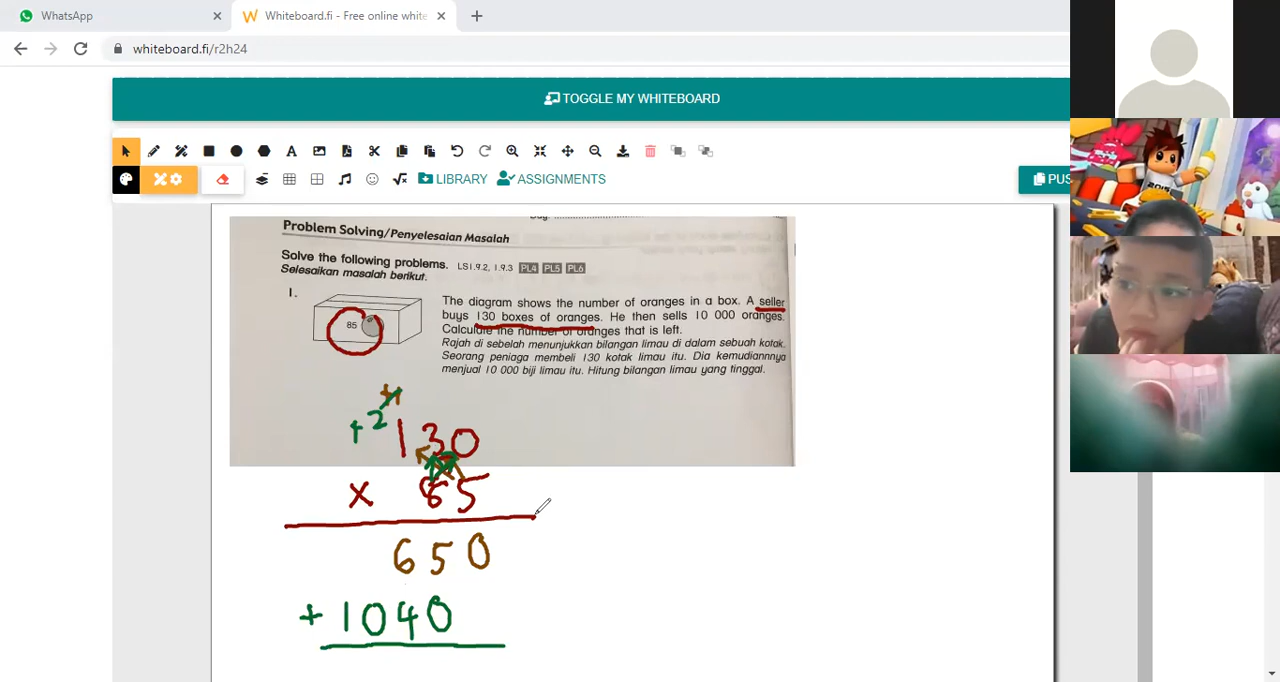 WhatsApp
Whiteboard.fi - Free online white
whiteboard.fi/r2h24
TOGGLE MY WHITEBOARD
A
LIBRARY
ASSIGNMENTS
PUS
Problem Solving/Penyelesaian Masalah
Solve the following problems. LS1.9.2, 1.9.3 PL4 PL5 PL6
Selesaikan masalah berikut.
1.
85
The diagram shows the number of oranges in a box. A seller
buys 130 boxes of oranges. He then sells 10 000 oranges.
Calculate the number of oranges that is left.
Rajah di sebelah menunjukkan bilangan limau di dalam sebuah kotak.
Seorang peniaga membeli 130 kotak limau itu. Dia kemudiannnya
menjual 10 000 biji limau itu. Hitung bilangan limau yang tinggal.
+ 2
130
x 85
650
+ 1040